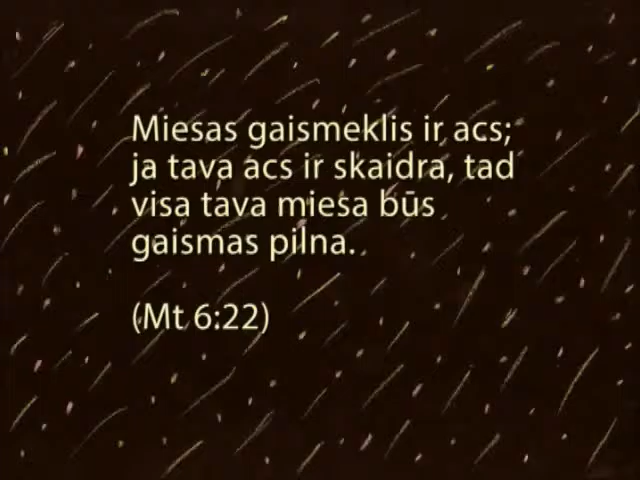 Miesas gaismeklis ir acs;
ja tava acs ir skaidra, tad
visa tava miesa būs
gaismas pilna.
(Mt 6:22)